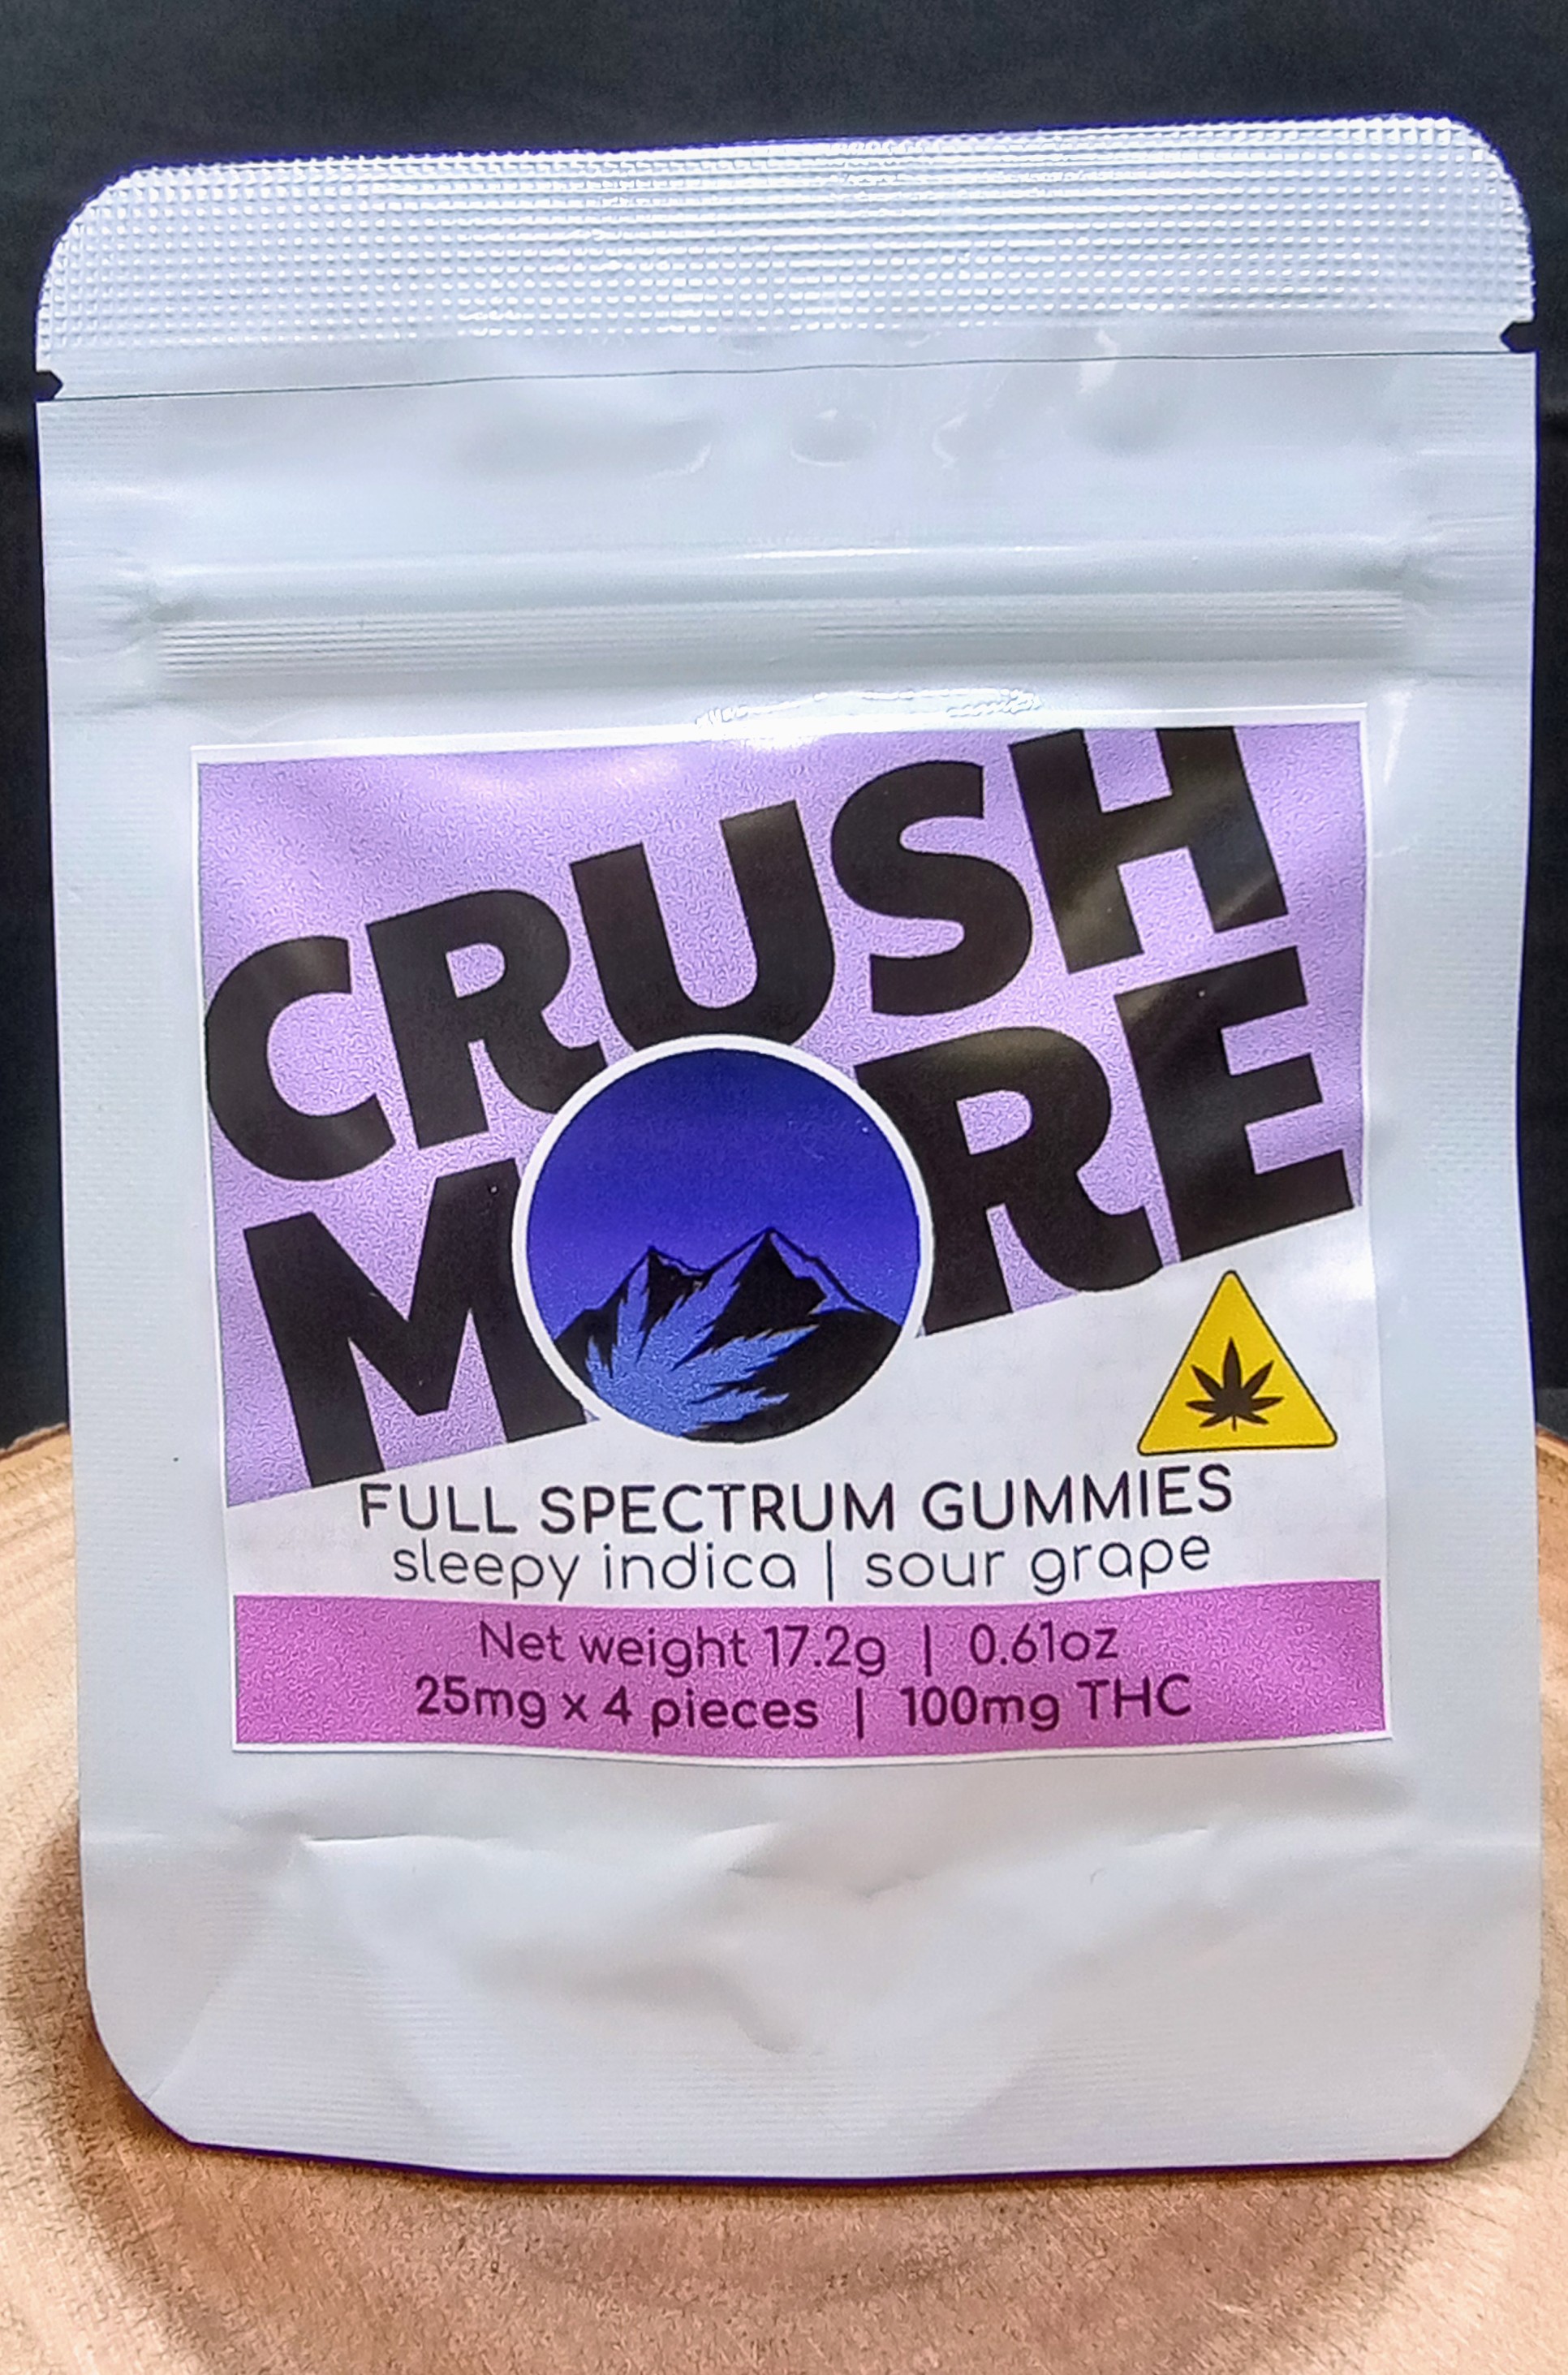 CRUSH
MORE
FULL SPECTRUM GUMMIES
sleepy indica | sour grape
Net weight 17.2g | 0.61oz
25mg x 4 pieces | 100mg THC